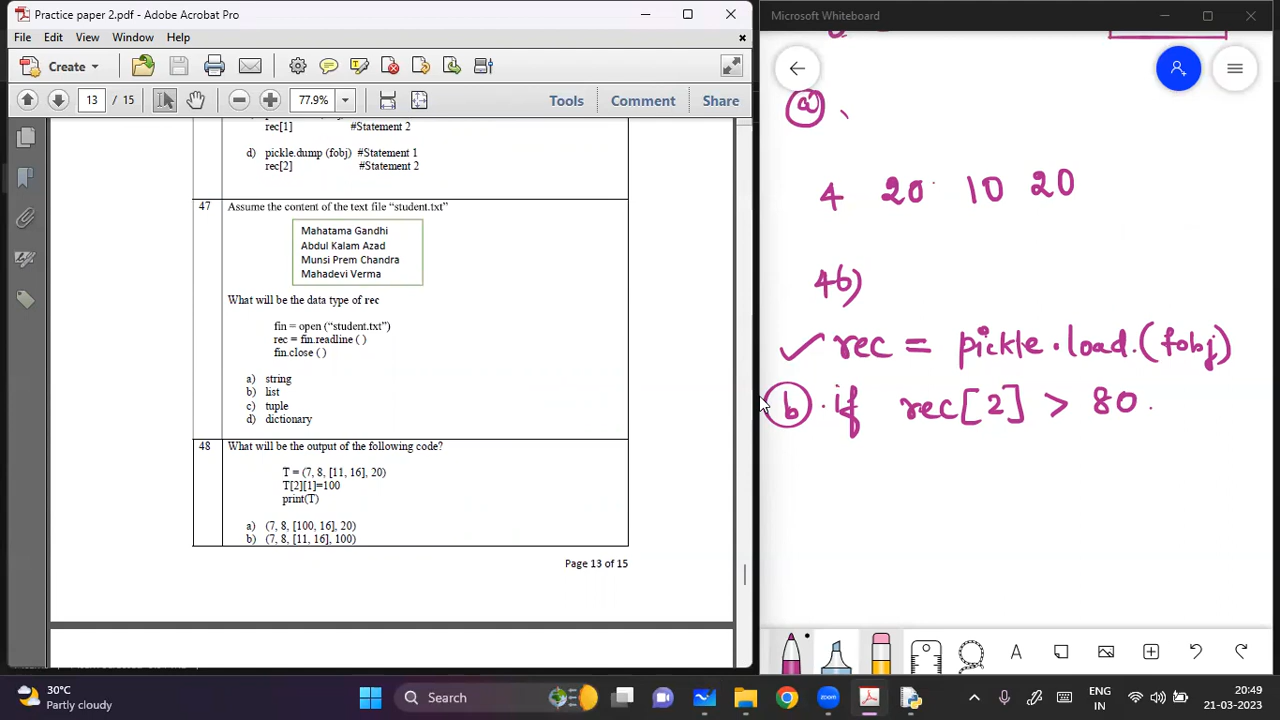 Practice paper 2.pdf - Adobe Acrobat Pro
File Edit View Window Help
Create
13 / 15 77.9% Tools Comment Share
rec[1] #Statement 2
d) pickle.dump (fobj) #Statement 1
rec[2] #Statement 2
47 Assume the content of the text file “student.txt”
Mahatama Gandhi
Abdul Kalam Azad
Munsi Prem Chandra
Mahadevi Verma
What will be the data type of rec
fin = open (“student.txt”)
rec = fin.readline ( )
fin.close ( )
a) string
b) list
c) tuple
d) dictionary
48 What will be the output of the following code?
T = (7, 8, [11, 16], 20)
T[2][1]=100
print(T)
a) (7, 8, [100, 16], 20)
b) (7, 8, [11, 16], 100)
Page 13 of 15
Microsoft Whiteboard
a
4 20 10 20
46)
rec = pickle.load.(fobj)
b . if rec[2] > 80 .
30°C
Partly cloudy
Search
zoom
ENG
IN
20:49
21-03-2023